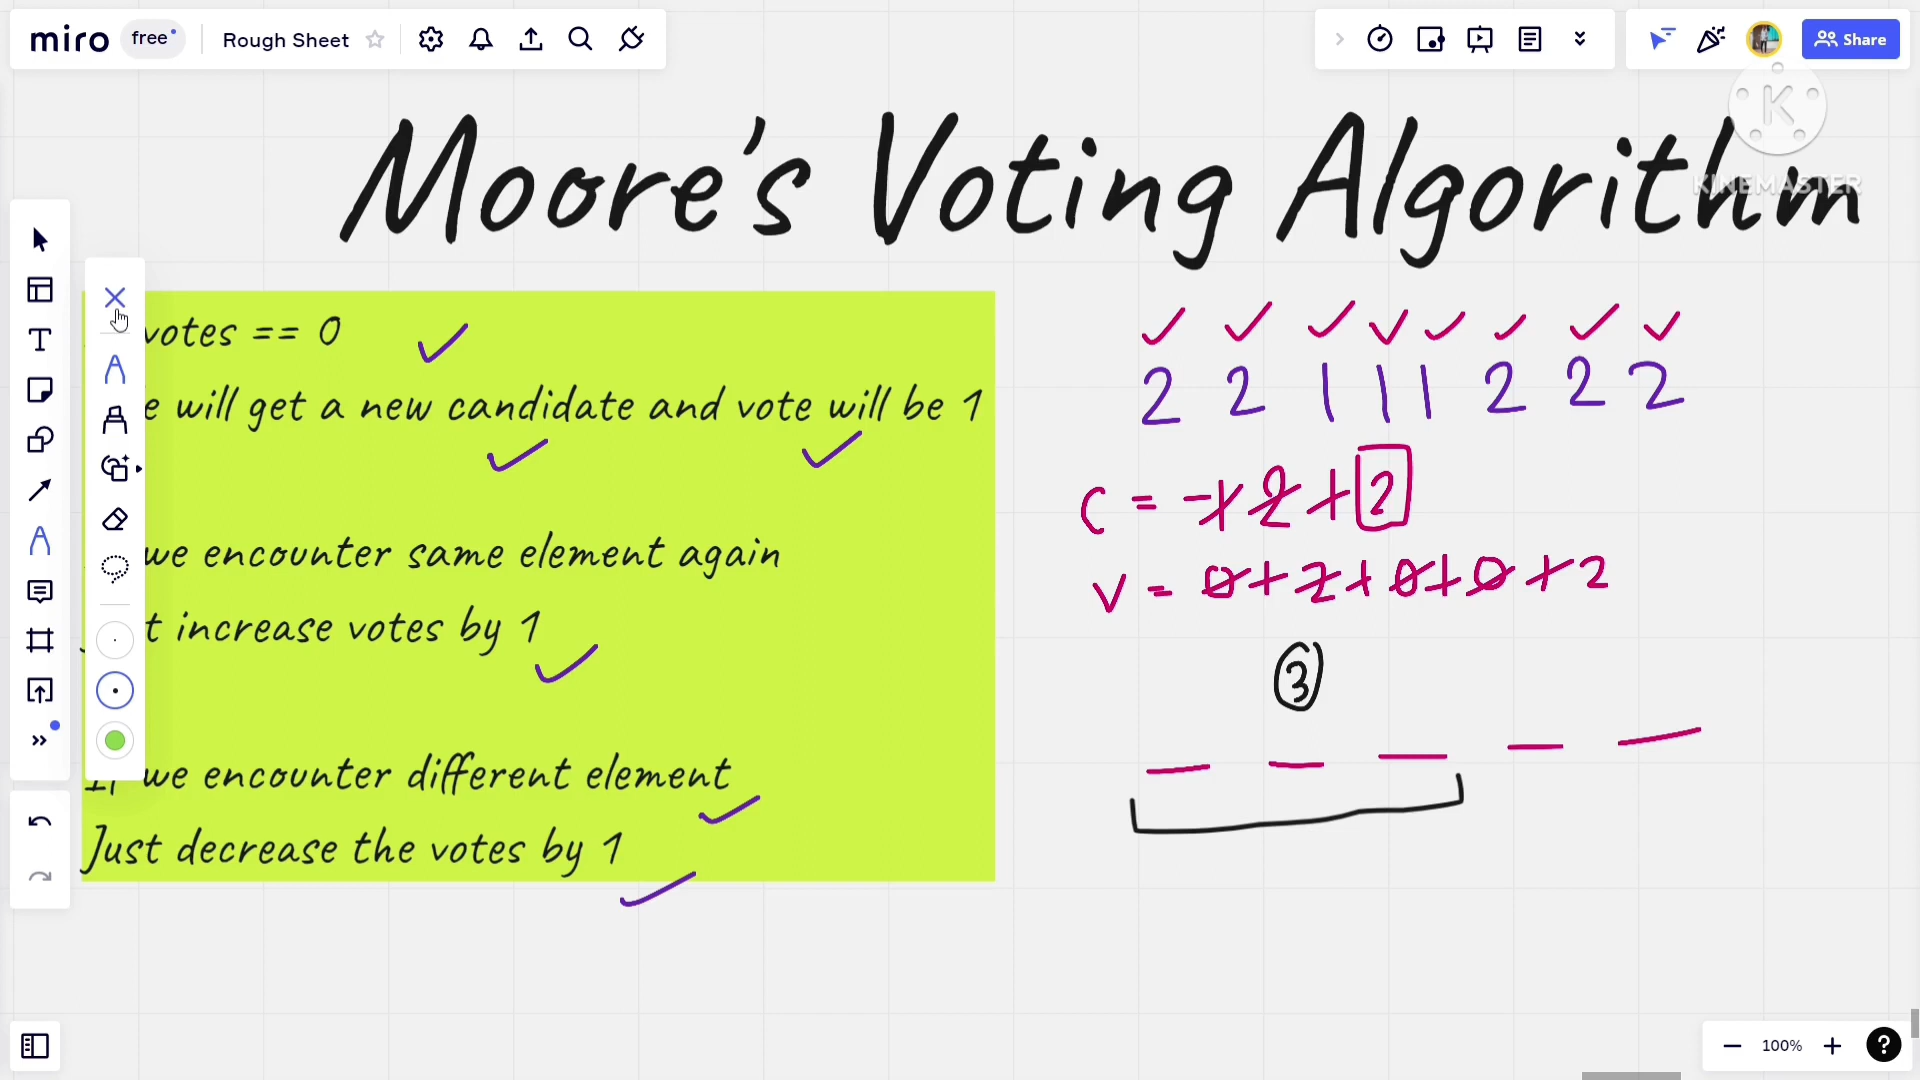 miro free Rough Sheet
Share
KINEMASTER
Moore's Voting Algorithm
votes == 0
will get a new candidate and vote will be 1
we encounter same element again
increase votes by 1
If we encounter different element
Just decrease the votes by 1
2 2 1 1 1 2 2 2
C = -1 2 1 2
V = 0 1 2 1 0 1 0 1 2
3
100%